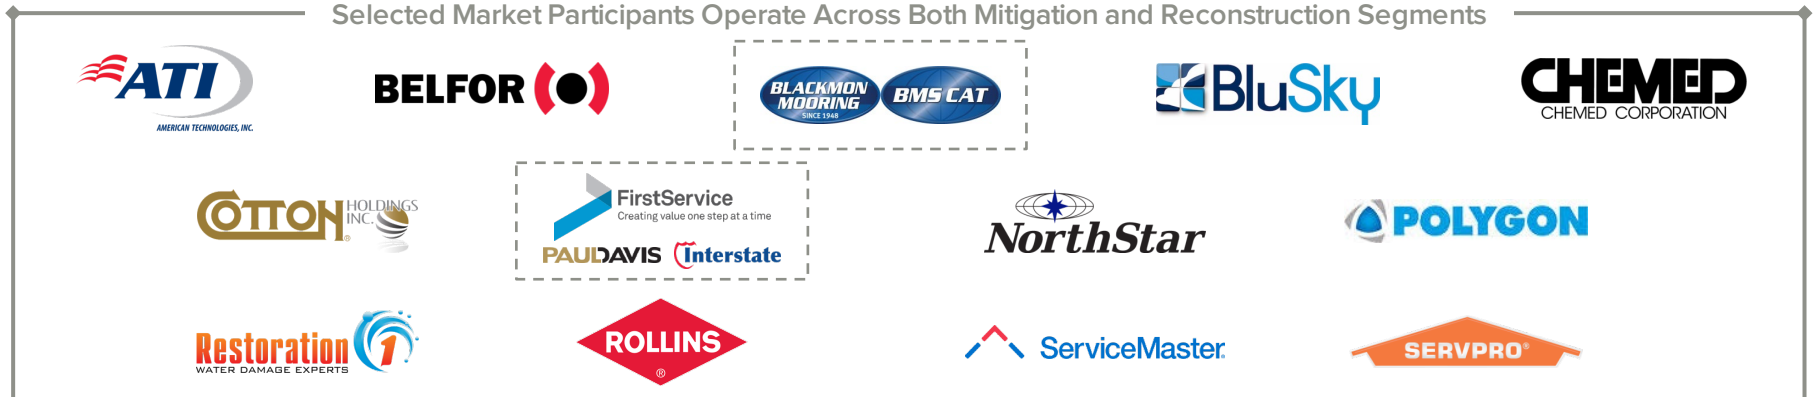 Selected Market Participants Operate Across Both Mitigation and Reconstruction Segments
ATI
AMERICAN TECHNOLOGIES, INC.
BELFOR
BLACKMON
MOORING
SINCE 1948
BMS CAT
BluSky
CHEMED
CHEMED CORPORATION
COTTON
HOLDINGS
INC.
®
FirstService
Creating value one step at a time
PAULDAVIS
Interstate
NorthStar
POLYGON
Restoration 1
WATER DAMAGE EXPERTS
ROLLINS
®
ServiceMaster®
SERVPRO®